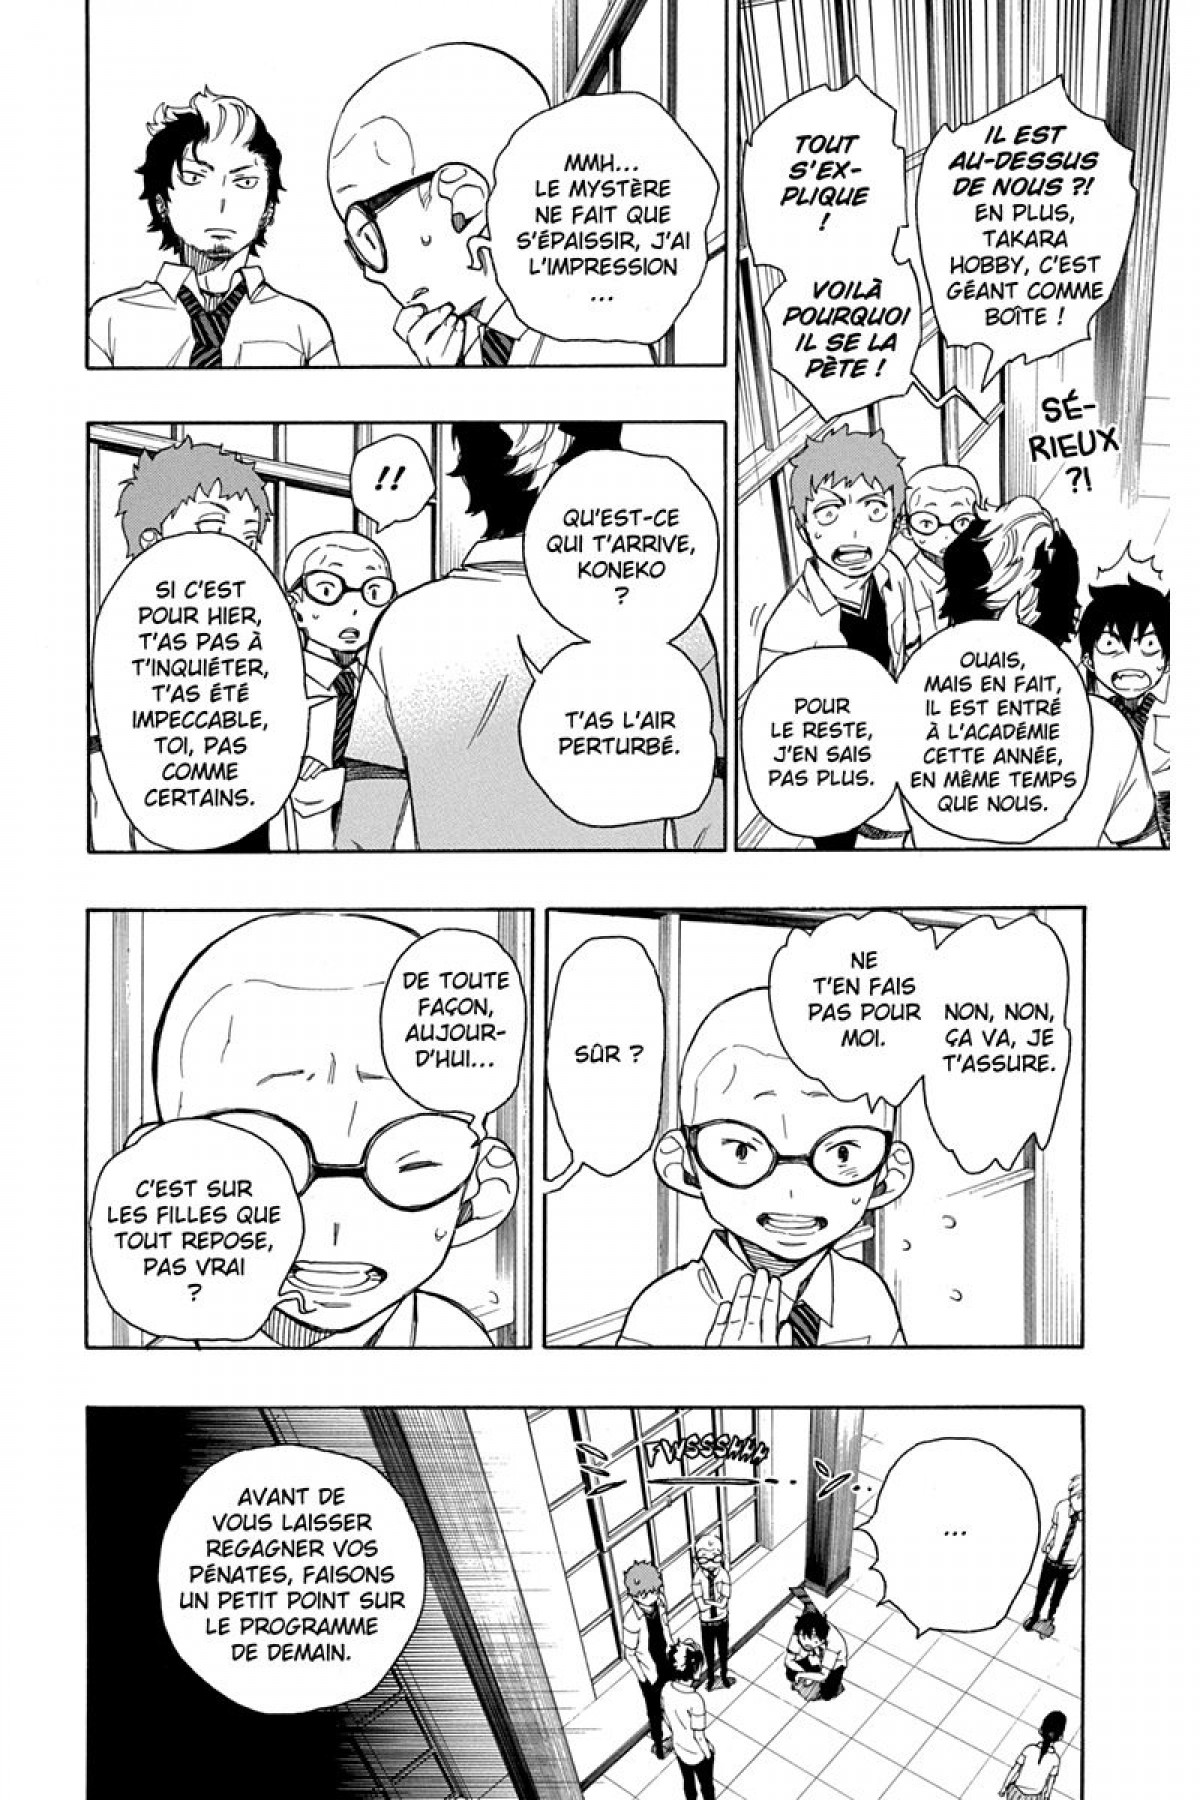 IL EST
AU-DESSUS
DE NOUS ?!
EN PLUS,
TAKARA
HOBBY, C'EST
GÉANT COMME
BOÎTE !
TOUT
S'EX-
PLIQUE
!
VOILÀ
POURQUOI
IL SE LA
PÈTE !
SÉ-
RIEUX
?!
OUAIS,
MAIS EN FAIT,
IL EST ENTRÉ
À L'ACADÉMIE
CETTE ANNÉE,
EN MÊME TEMPS
QUE NOUS.
POUR
LE RESTE,
J'EN SAIS
PAS PLUS.
MMH...
LE MYSTÈRE
NE FAIT QUE
S'ÉPAISSIR, J'AI
L'IMPRESSION
...
QU'EST-CE
QUI T'ARRIVE,
KONEKO
?
T'AS L'AIR
PERTURBÉ.
!!
SI C'EST
POUR HIER,
T'AS PAS À
T'INQUIÉTER,
T'AS ÉTÉ
IMPECCABLE,
TOI, PAS
COMME
CERTAINS.
NON, NON,
ÇA VA, JE
T'ASSURE.
NE
T'EN FAIS
PAS POUR
MOI.
SÛR ?
DE TOUTE
FAÇON,
AUJOUR-
D'HUI...
C'EST SUR
LES FILLES QUE
TOUT REPOSE,
PAS VRAI
?
...
FWSSSHHH
AVANT DE
VOUS LAISSER
REGAGNER VOS
PÉNATES, FAISONS
UN PETIT POINT SUR
LE PROGRAMME
DE DEMAIN.